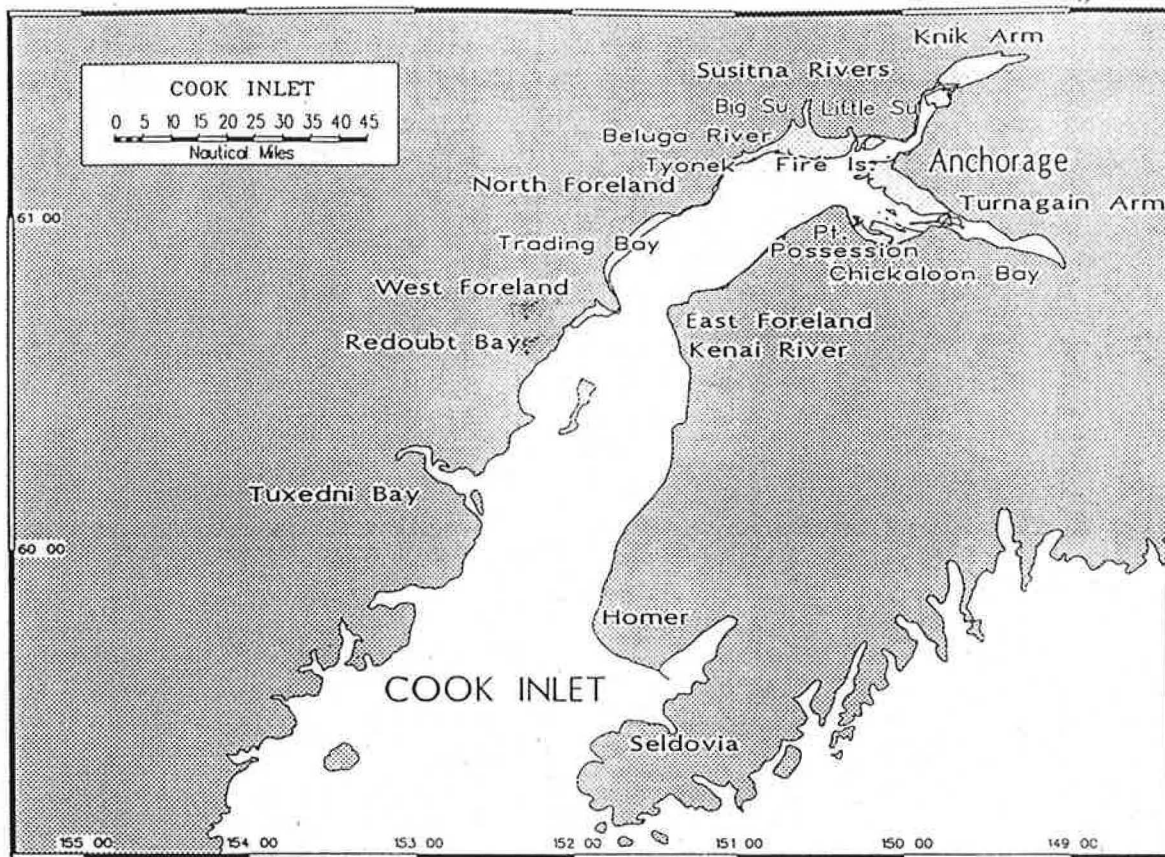 Knik Arm
COOK INLET
0 5 10 15 20 25 30 35 40 45
Nautical Miles
Susitna Rivers
Big Su
Little Su
Beluga River
Tyonek
Fire Is.
Anchorage
North Foreland
Turnagain Arm
61 00
Trading Bay
Pt.
Possession
Chickaloon Bay
West Foreland
East Foreland
Redoubt Bay
Kenai River
Tuxedni Bay
60 00
Homer
COOK INLET
Seldovia
155 00
154 00
153 00
152 00
151 00
150 00
149 00